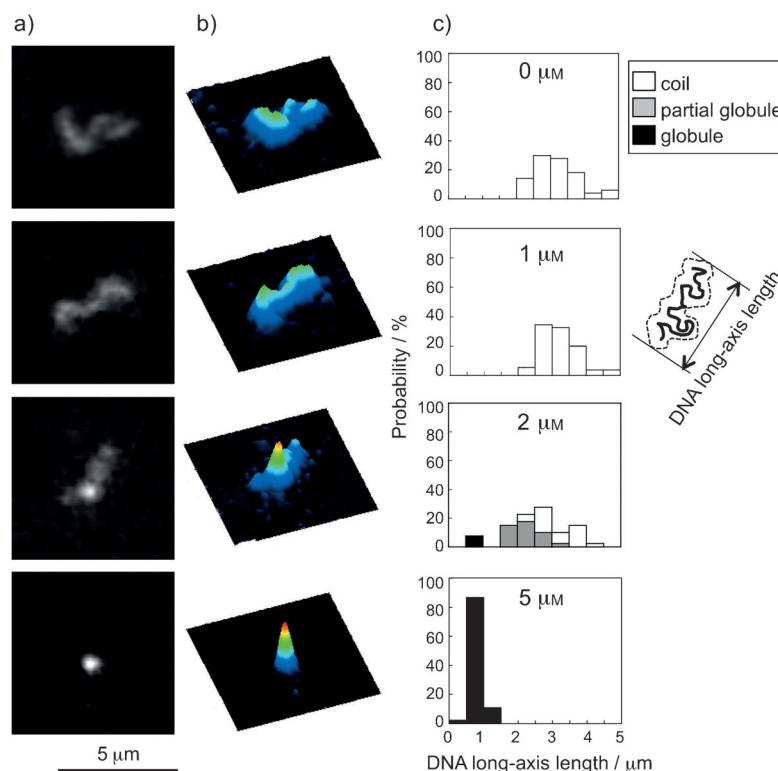 a)
b)
c)
100
80
60
40
20
0
0 μM
coil
partial globule
globule
100
80
60
40
20
0
1 μM
Probability / %
DNA long-axis length
100
80
60
40
20
0
2 μM
100
80
60
40
20
0
5 μM
0 1 2 3 4 5
5 μm
DNA long-axis length / μm